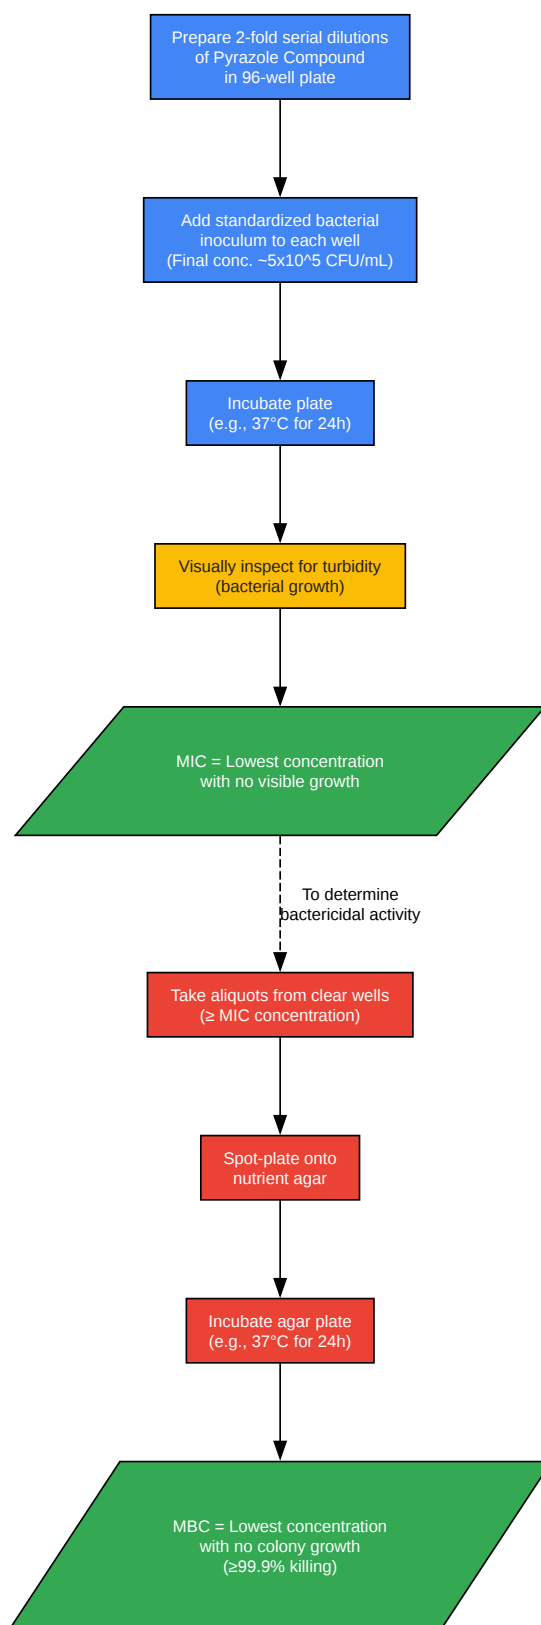 Prepare 2-fold serial dilutions
of Pyrazole Compound
in 96-well plate
Add standardized bacterial
inoculum to each well
(Final conc. ~5x10^5 CFU/mL)
Incubate plate
(e.g., 37°C for 24h)
Visually inspect for turbidity
(bacterial growth)
MIC = Lowest concentration
with no visible growth
To determine
bactericidal activity
Take aliquots from clear wells
(≥ MIC concentration)
Spot-plate onto
nutrient agar
Incubate agar plate
(e.g., 37°C for 24h)
MBC = Lowest concentration
with no colony growth
(≥99.9% killing)